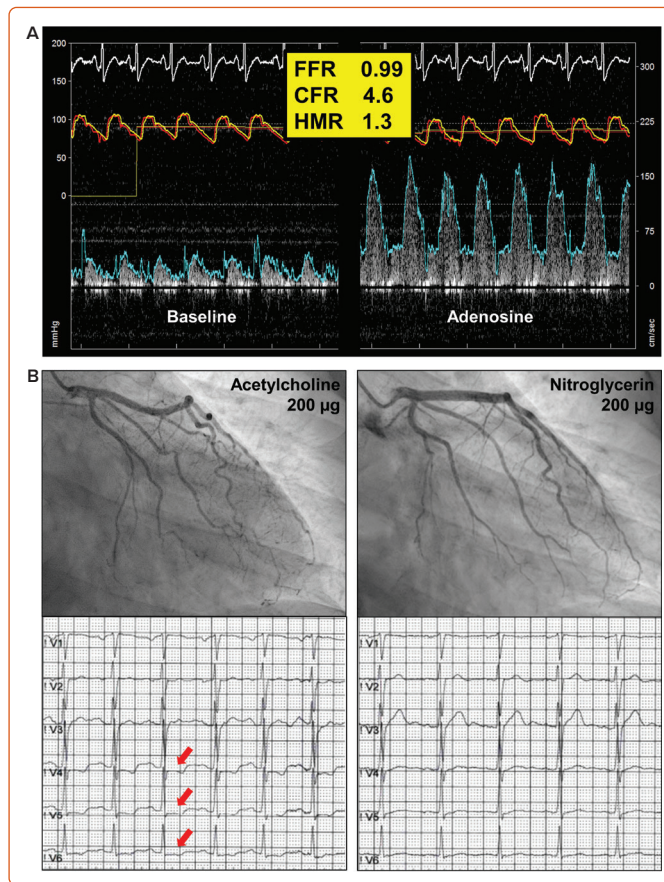 A
200
150
100
50
0
mmHg
FFR 0.99
CFR 4.6
HMR 1.3
300
225
150
75
0
cm/sec
Baseline
Adenosine
B
Acetylcholine
200 µg
Nitroglycerin
200 µg
! V1
! V2
! V3
! V4
! V5
! V6
! V1
! V2
! V3
! V4
! V5
! V6